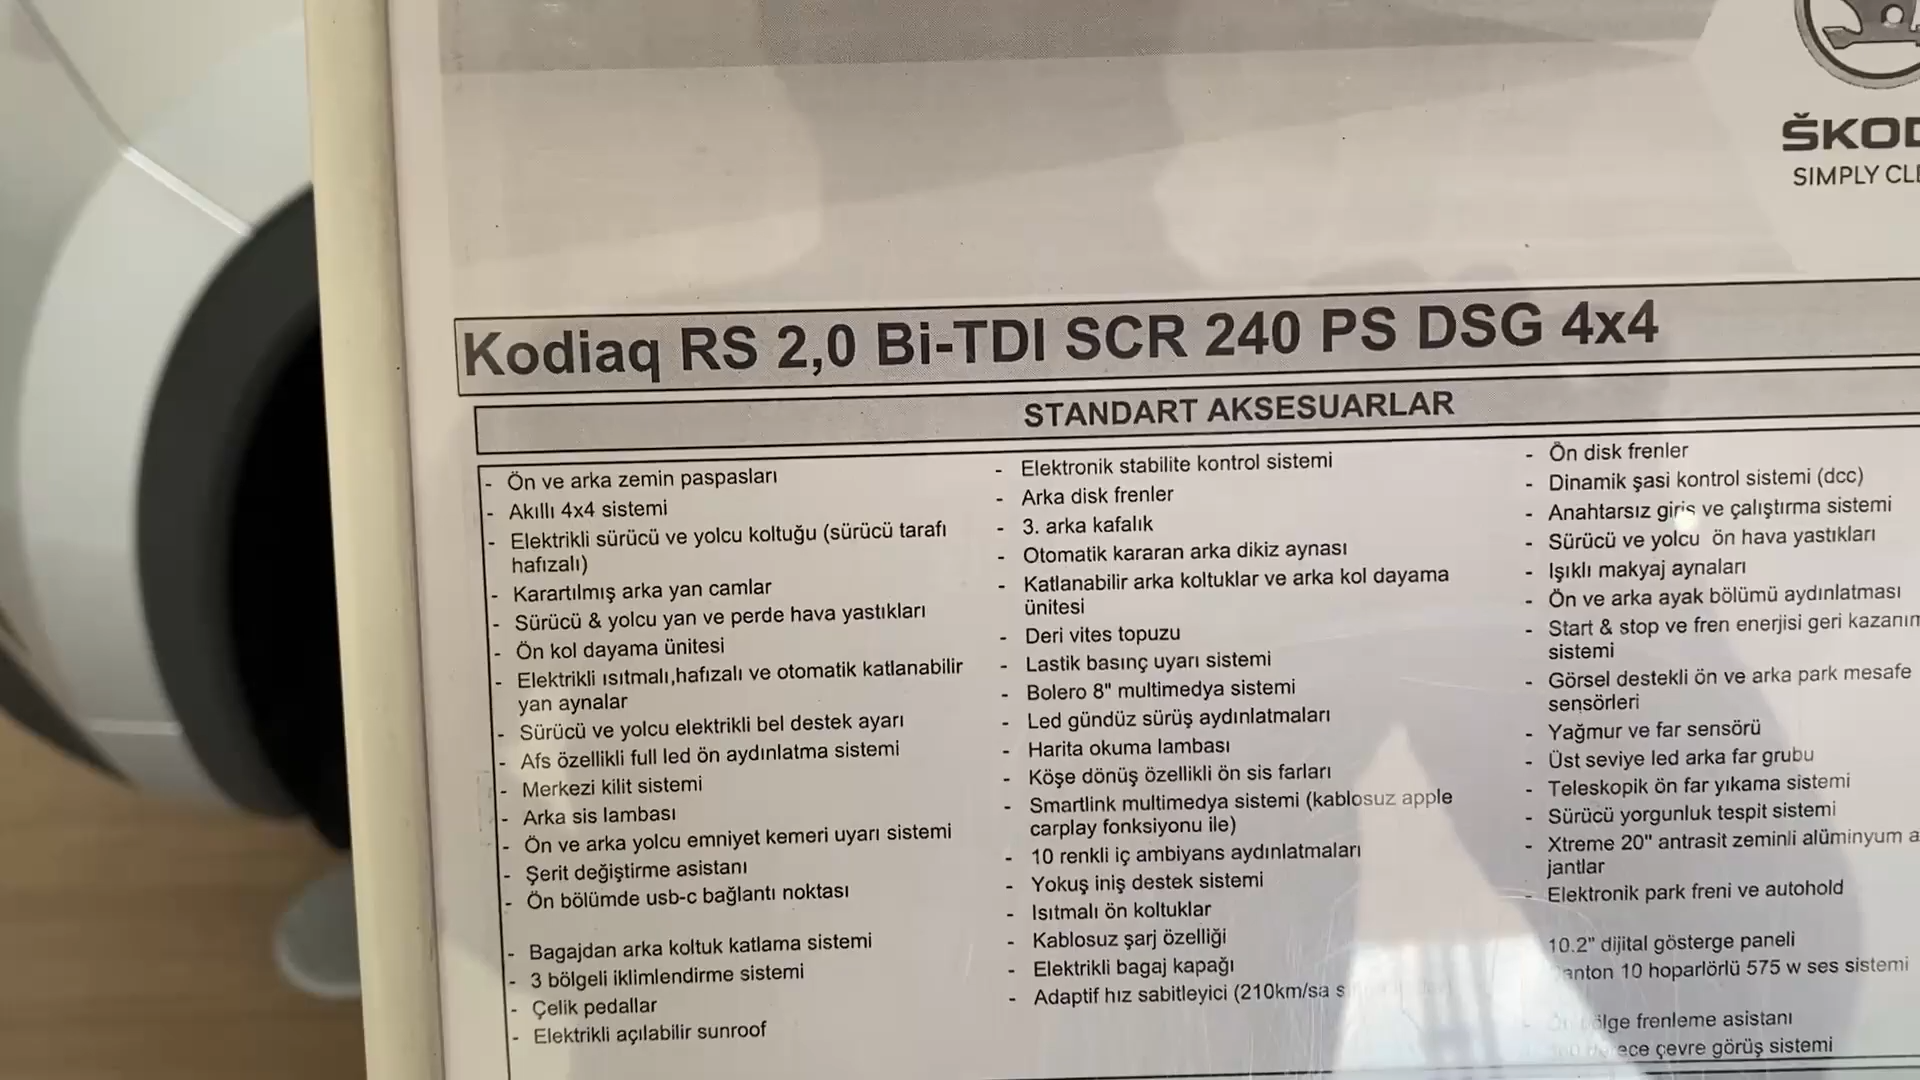 ŠKOD
SIMPLY CLE
Kodiaq RS 2,0 Bi-TDI SCR 240 PS DSG 4x4
STANDART AKSESUARLAR
- Ön ve arka zemin paspasları
- Akıllı 4x4 sistemi
- Elektrikli sürücü ve yolcu koltuğu (sürücü tarafı
hafızalı)
- Karartılmış arka yan camlar
- Sürücü & yolcu yan ve perde hava yastıkları
- Ön kol dayama ünitesi
- Elektrikli ısıtmalı,hafızalı ve otomatik katlanabilir
yan aynalar
- Sürücü ve yolcu elektrikli bel destek ayarı
- Afs özellikli full led ön aydınlatma sistemi
- Merkezi kilit sistemi
- Arka sis lambası
- Ön ve arka yolcu emniyet kemeri uyarı sistemi
- Şerit değiştirme asistanı
- Ön bölümde usb-c bağlantı noktası
- Bagajdan arka koltuk katlama sistemi
- 3 bölgeli iklimlendirme sistemi
- Çelik pedallar
- Elektrikli açılabilir sunroof
- Elektronik stabilite kontrol sistemi
- Arka disk frenler
- 3. arka kafalık
- Otomatik kararan arka dikiz aynası
- Katlanabilir arka koltuklar ve arka kol dayama
ünitesi
- Deri vites topuzu
- Lastik basınç uyarı sistemi
- Bolero 8" multimedya sistemi
- Led gündüz sürüş aydınlatmaları
- Harita okuma lambası
- Köşe dönüş özellikli ön sis farları
- Smartlink multimedya sistemi (kablosuz apple
carplay fonksiyonu ile)
- 10 renkli iç ambiyans aydınlatmaları
- Yokuş iniş destek sistemi
- Isıtmalı ön koltuklar
- Kablosuz şarj özelliği
- Elektrikli bagaj kapağı
- Adaptif hız sabitleyici (210km/sa
- Ön disk frenler
- Dinamik şasi kontrol sistemi (dcc)
- Anahtarsız giriş ve çalıştırma sistemi
- Sürücü ve yolcu ön hava yastıkları
- Işıklı makyaj aynaları
- Ön ve arka ayak bölümü aydınlatması
- Start & stop ve fren enerjisi geri kazanım
sistemi
- Görsel destekli ön ve arka park mesafe
sensörleri
- Yağmur ve far sensörü
- Üst seviye led arka far grubu
- Teleskopik ön far yıkama sistemi
- Sürücü yorgunluk tespit sistemi
- Xtreme 20" antrasit zeminli alüminyum a
jantlar
- Elektronik park freni ve autohold
10.2" dijital gösterge paneli
anton 10 hoparlörlü 575 w ses sistemi
- frenleme asistanı
çevre görüş sistemi